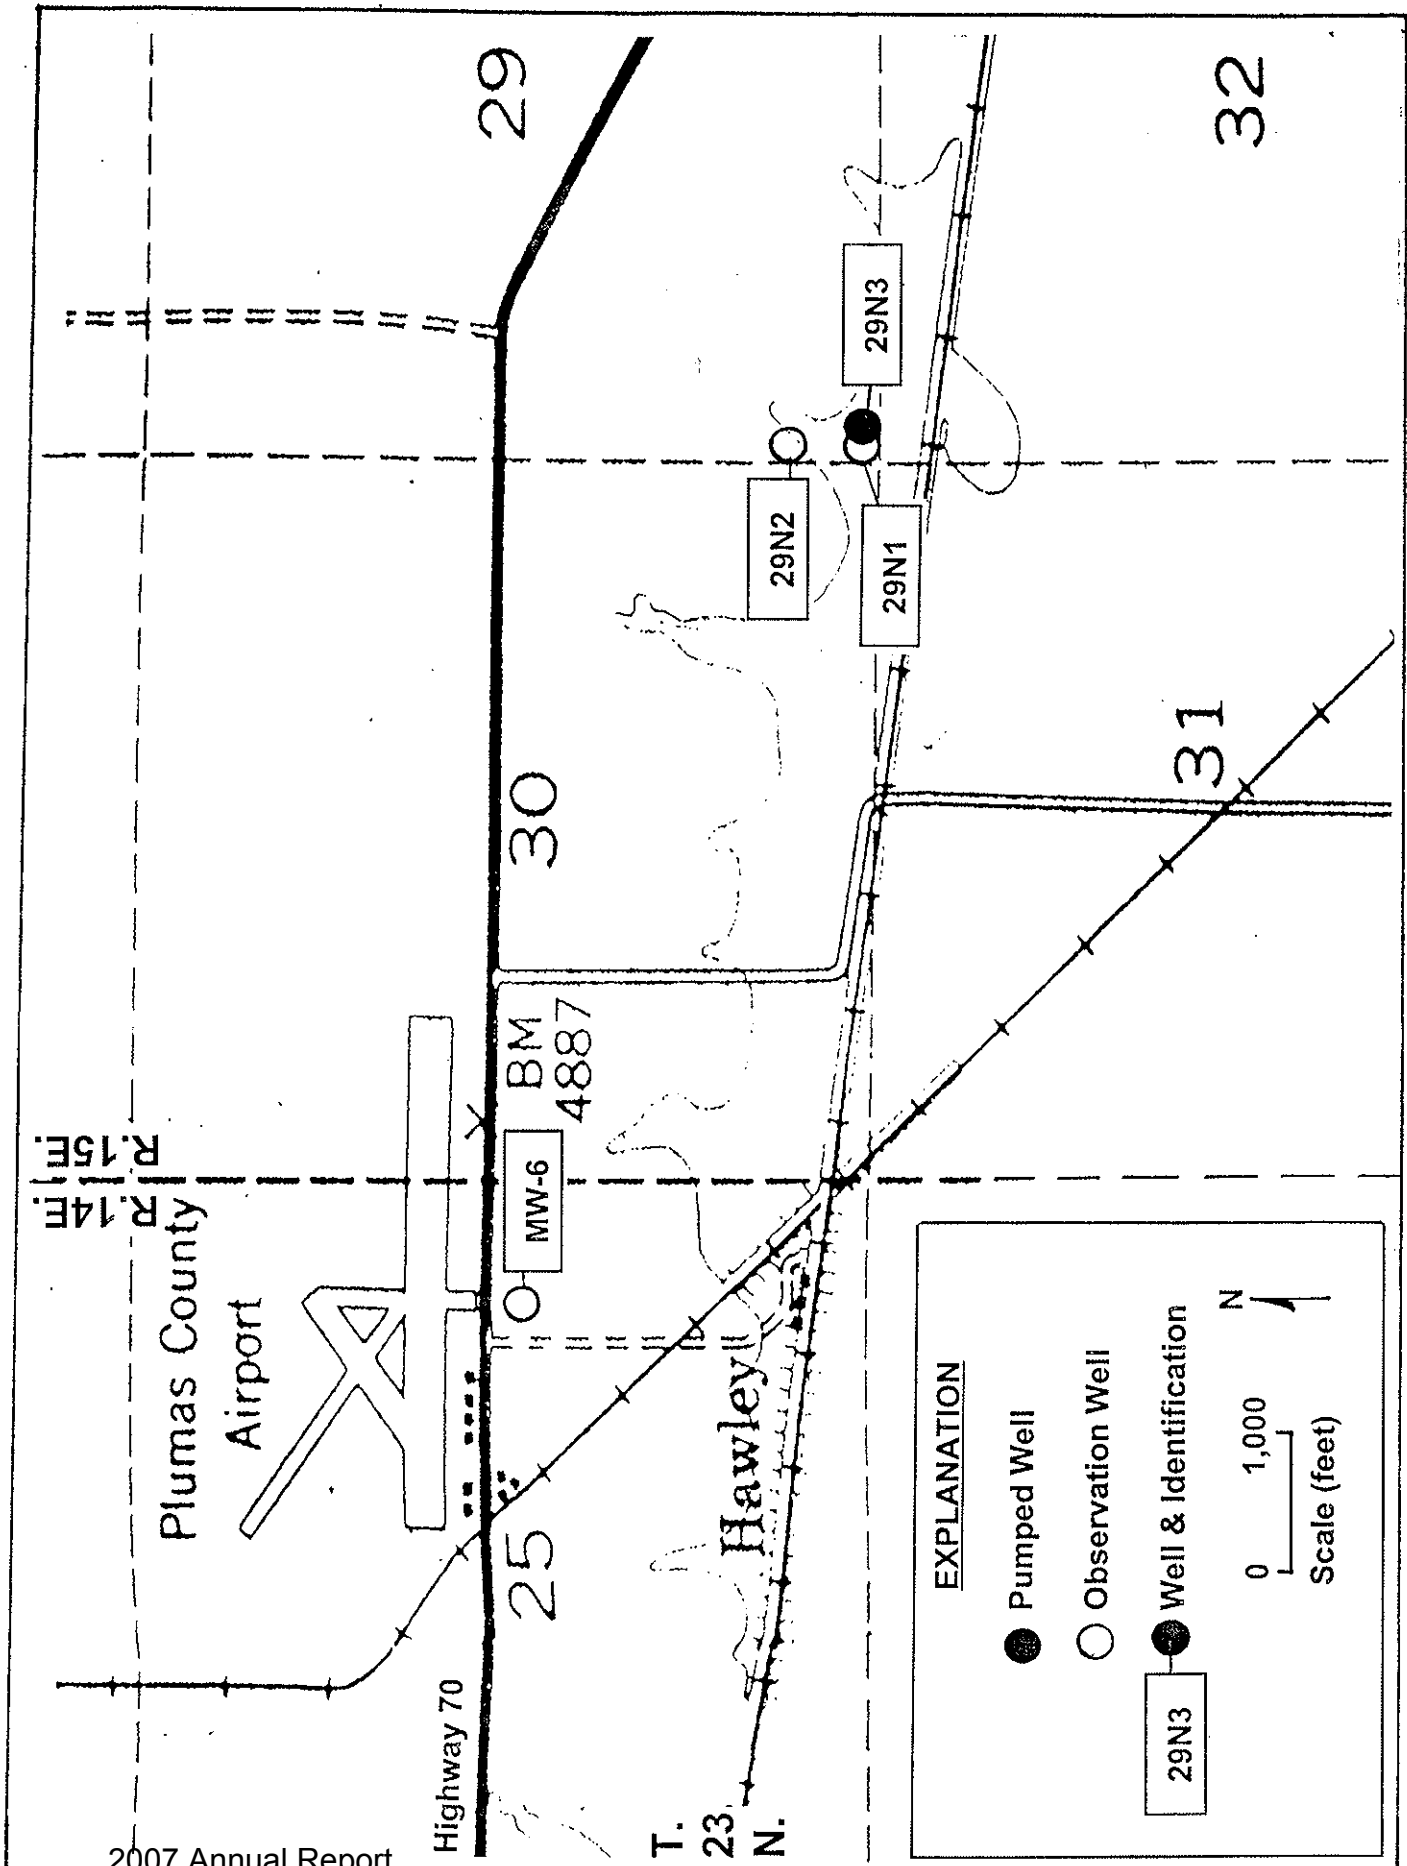 R.14E.
R.15E.
Plumas County
Airport
29
Highway 70
25
MW-6
BM
4887
30
T.
23
N.
Hawley
29N2
29N1
29N3
31
32
EXPLANATION
Pumped Well
Observation Well
29N3
Well & Identification
0 1,000
Scale (feet)
N
2007 Annual Report